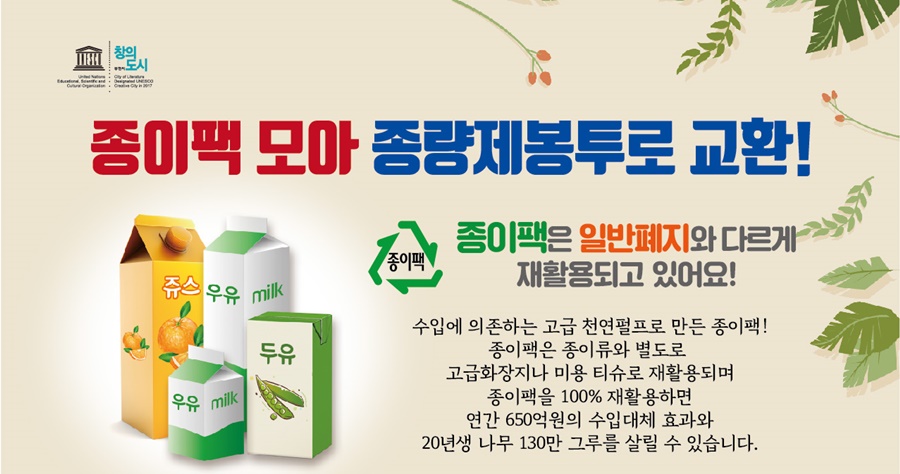 창의
도시
부천시
United Nations
Educational, Scientific and
Cultural Organization
City of Literature
Designated UNESCO
Creative City in 2017
종이팩 모아 종량제봉투로 교환!
종이팩
종이팩은 일반폐지와 다르게
재활용되고 있어요!
쥬스
우유 milk
두유
우유 milk
수입에 의존하는 고급 천연펄프로 만든 종이팩!
종이팩은 종이류와 별도로
고급화장지나 미용 티슈로 재활용되며
종이팩을 100% 재활용하면
연간 650억원의 수입대체 효과와
20년생 나무 130만 그루를 살릴 수 있습니다.